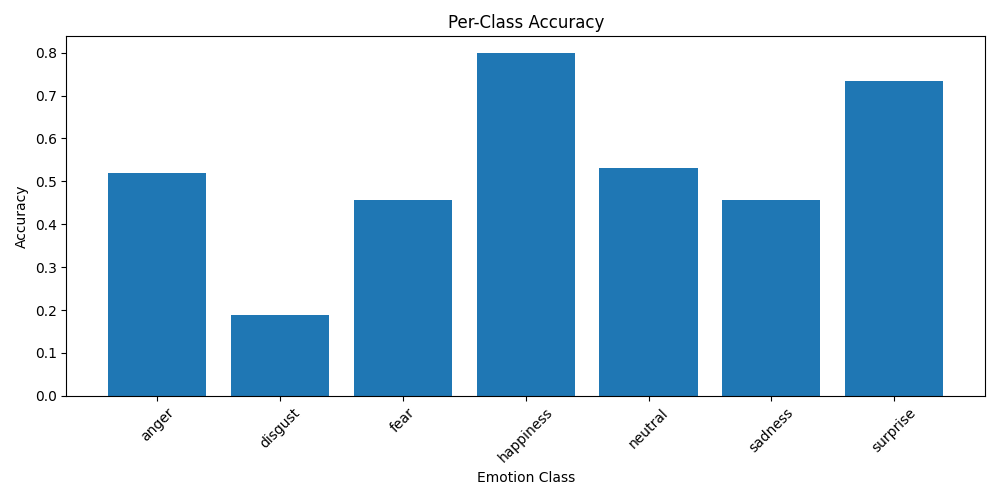 Per-Class Accuracy
Accuracy
0.8
0.7
0.6
0.5
0.4
0.3
0.2
0.1
0.0
anger
disgust
fear
happiness
neutral
sadness
surprise
Emotion Class